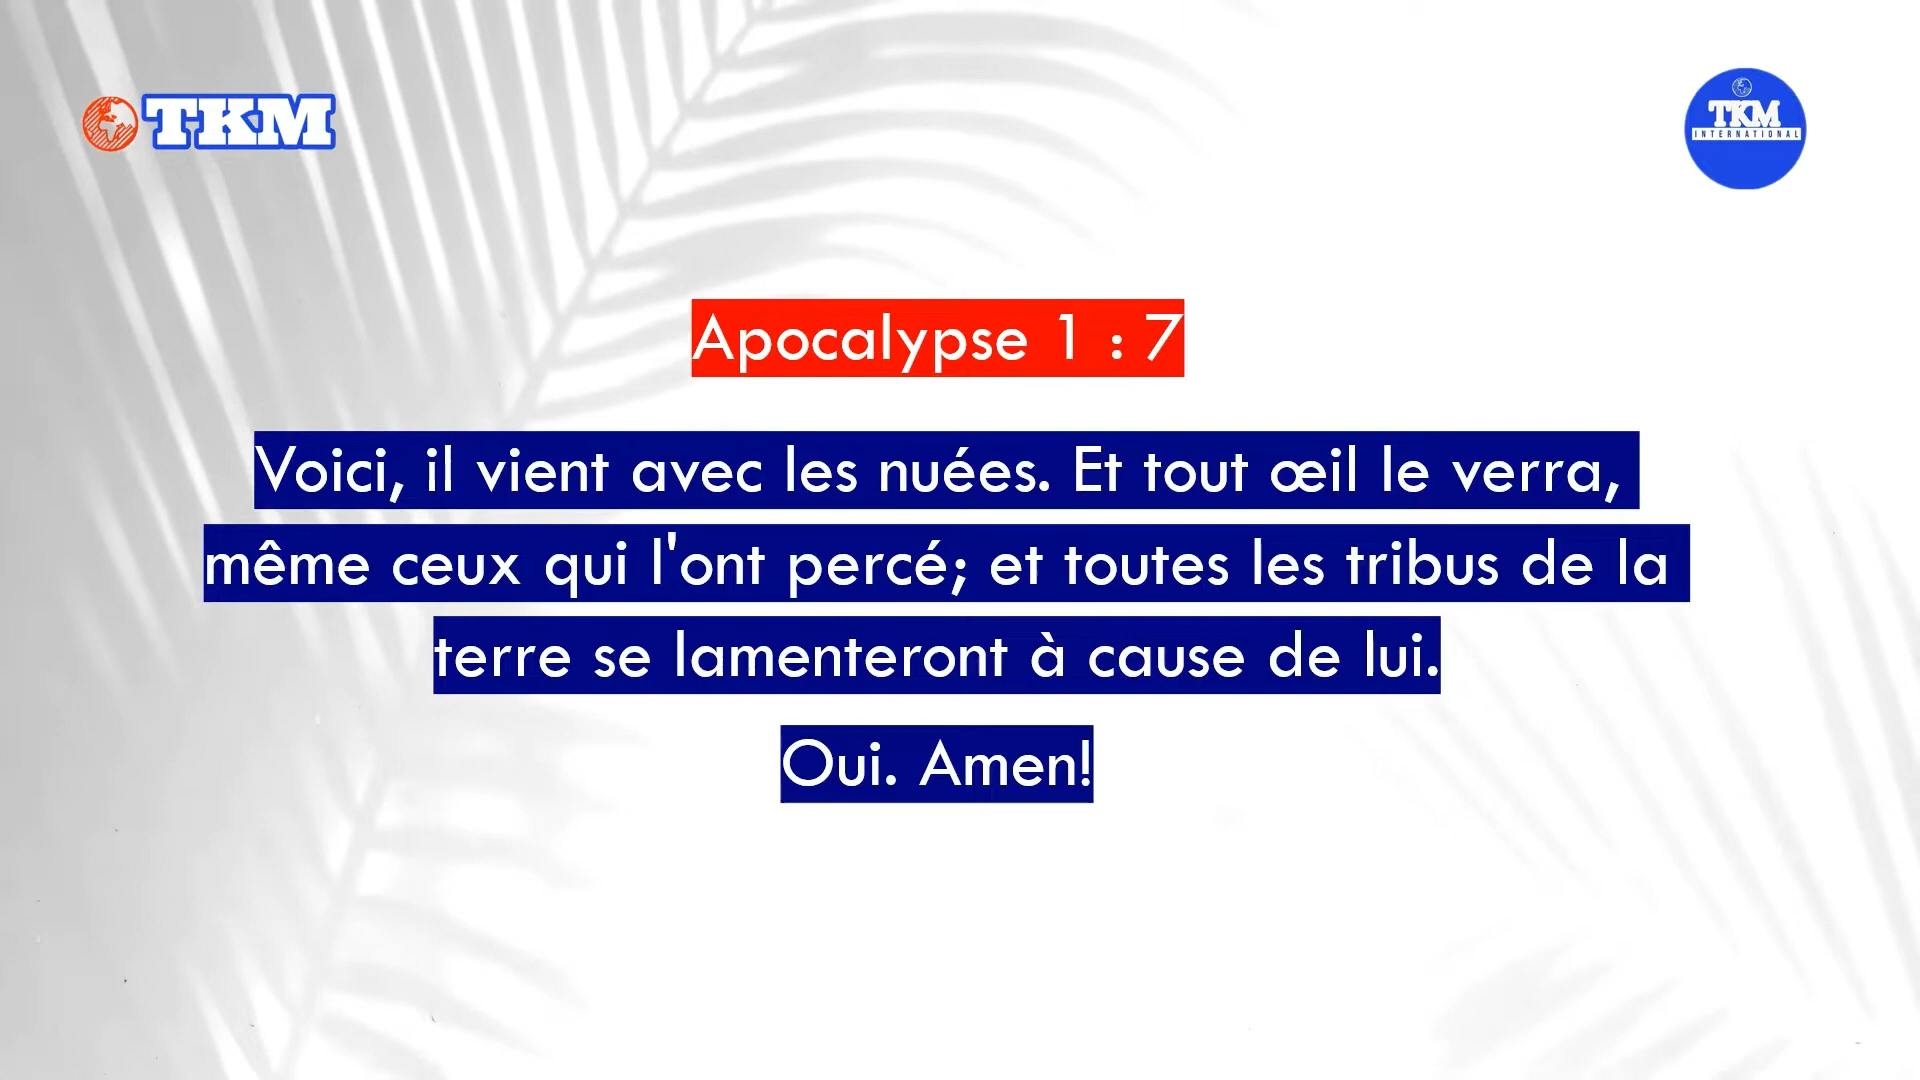 TKM
TKM
INTERNATIONAL
Apocalypse 1 : 7
Voici, il vient avec les nuées. Et tout œil le verra,
même ceux qui l'ont percé; et toutes les tribus de la
terre se lamenteront à cause de lui.
Oui. Amen!